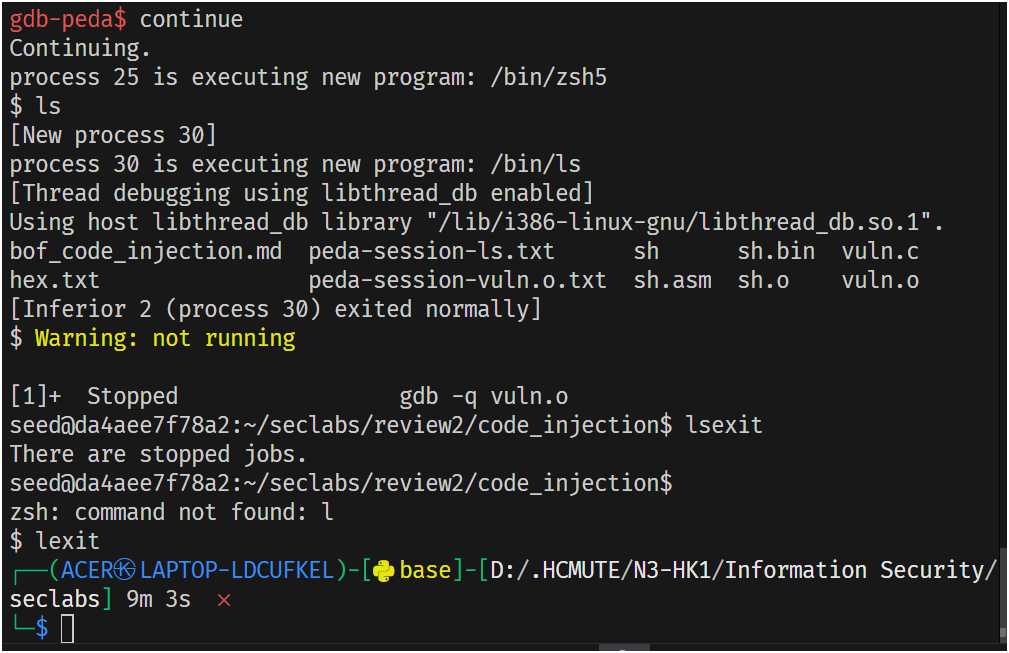 gdb-peda$ continue
Continuing.
process 25 is executing new program: /bin/zsh5
$ ls
[New process 30]
process 30 is executing new program: /bin/ls
[Thread debugging using libthread_db enabled]
Using host libthread_db library "/lib/i386-linux-gnu/libthread_db.so.1".
bof_code_injection.md  peda-session-ls.txt      sh      sh.bin  vuln.c
hex.txt                peda-session-vuln.o.txt  sh.asm  sh.o    vuln.o
[Inferior 2 (process 30) exited normally]
$ Warning: not running
[1]+  Stopped                 gdb -q vuln.o
seed@da4aee7f78a2:~/seclabs/review2/code_injection$ lsexit
There are stopped jobs.
seed@da4aee7f78a2:~/seclabs/review2/code_injection$
zsh: command not found: l
$ lexit
┌──(ACER㉿LAPTOP-LDCUFKEL)-[base]-[D:/.HCMUTE/N3-HK1/Information Security/
seclabs] 9m 3s  ✕
└─$